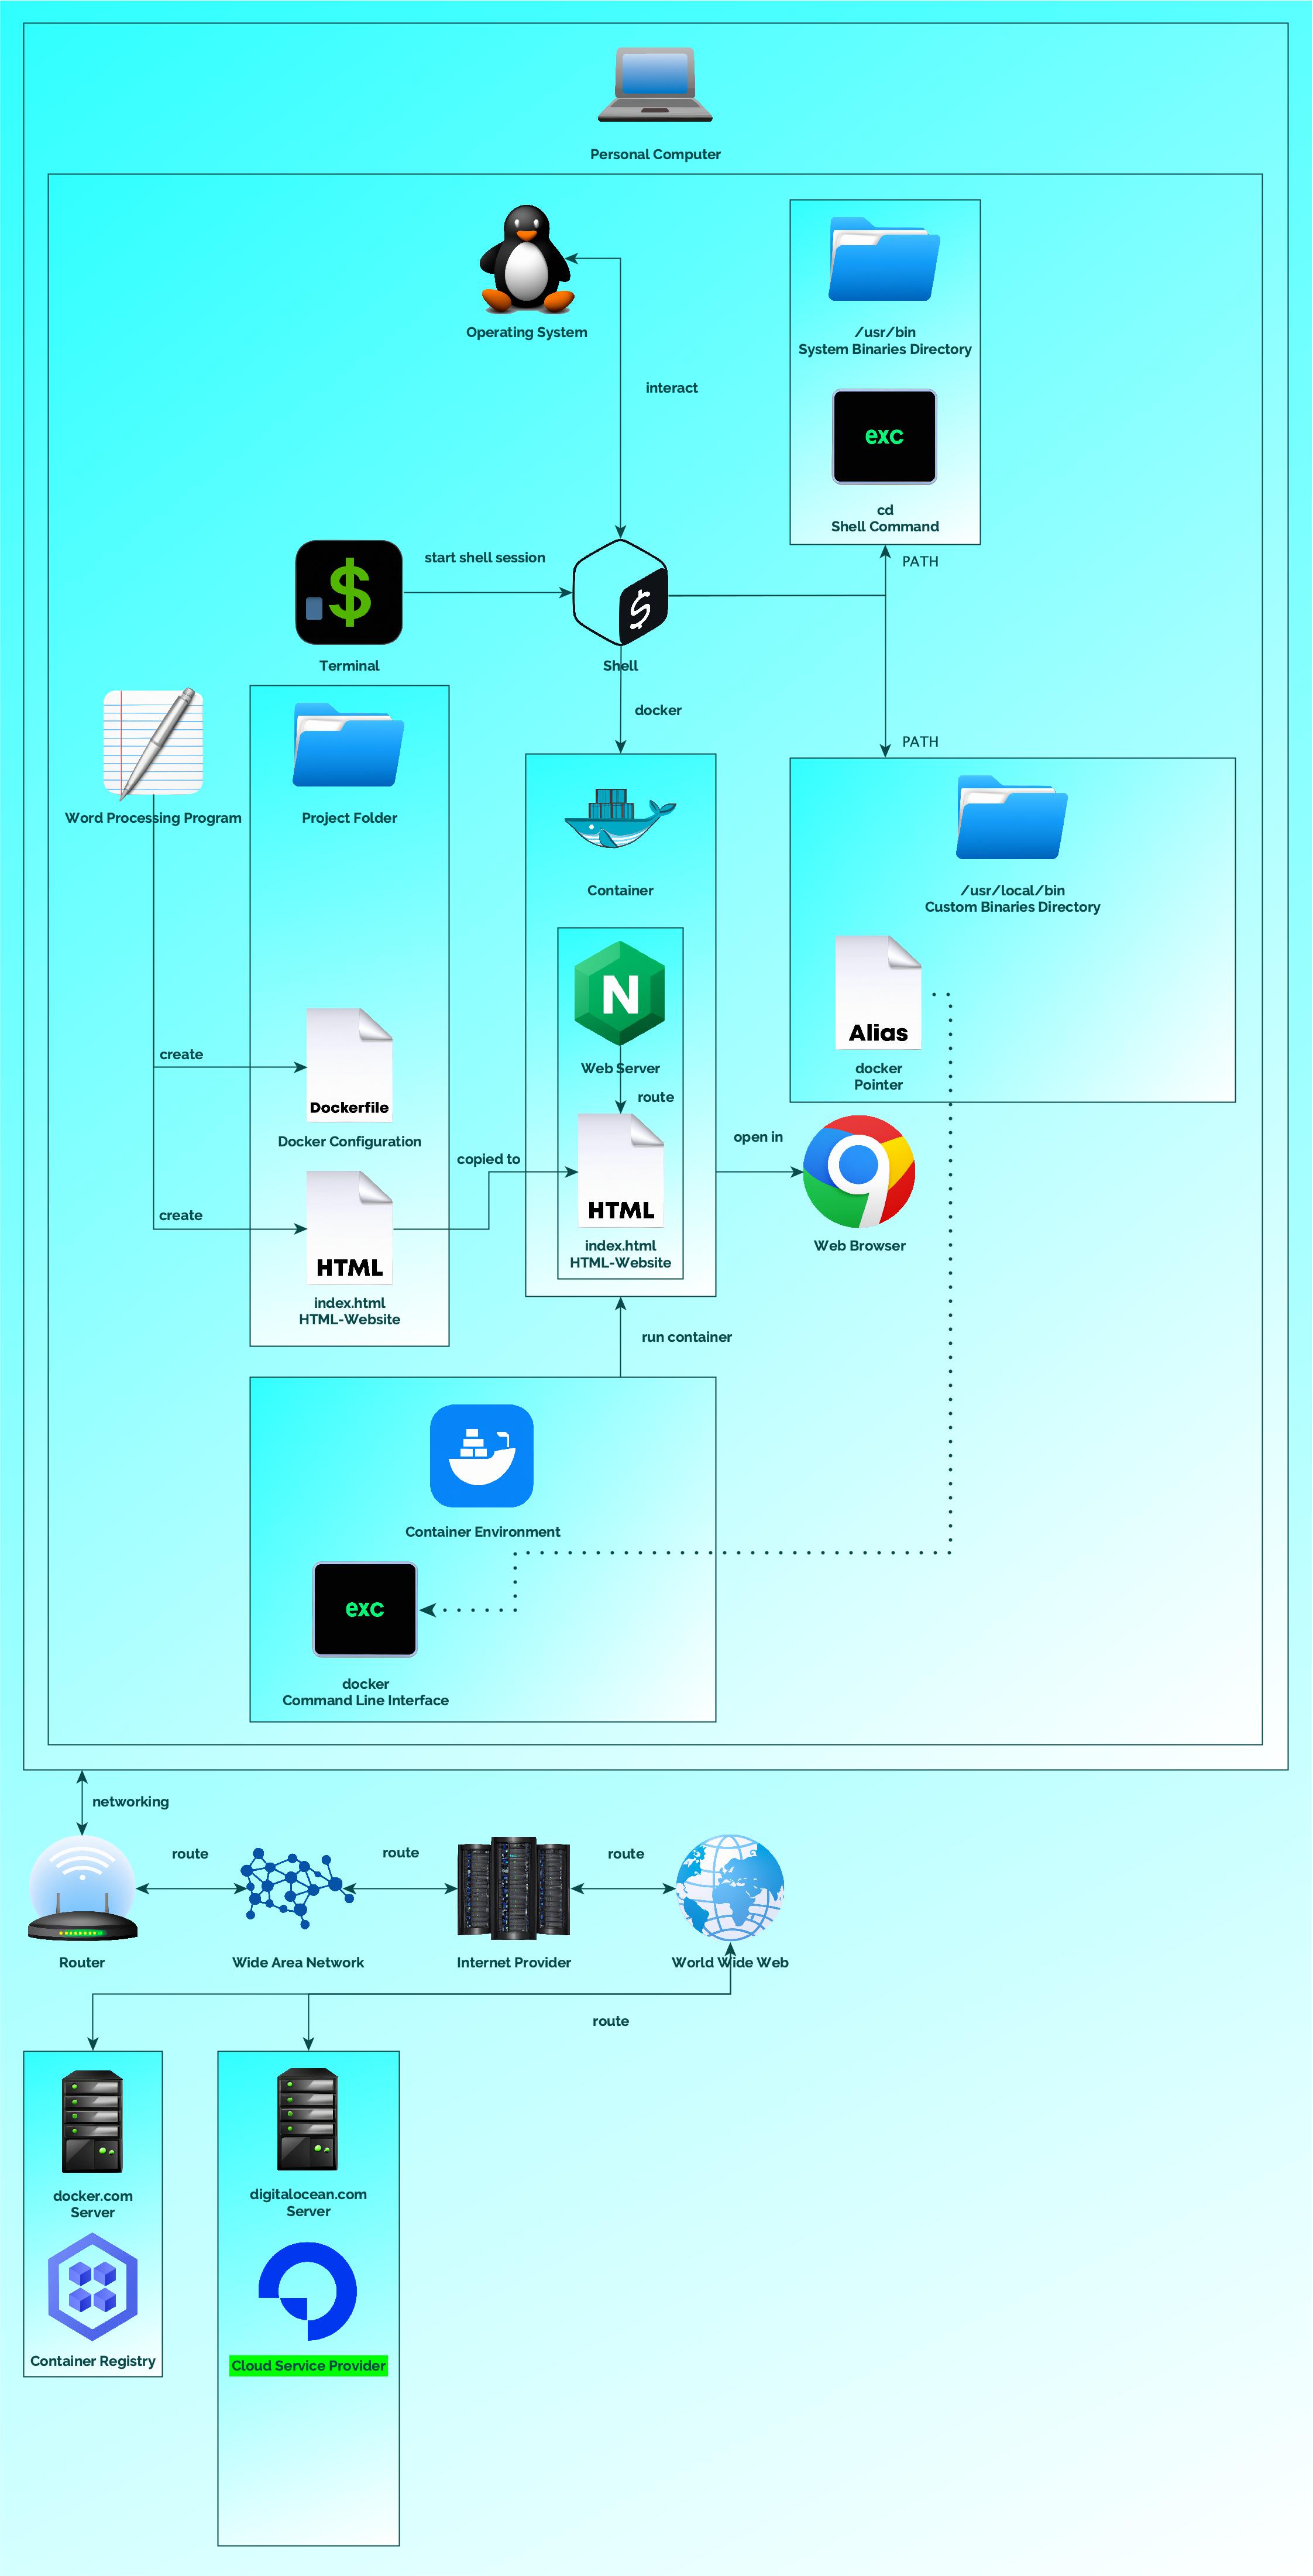 Personal Computer
Operating System
/usr/bin
System Binaries Directory
interact
exc
cd
Shell Command
start shell session
PATH
$
$
Terminal
Shell
docker
PATH
Word Processing Program
Project Folder
Container
/usr/local/bin
Custom Binaries Directory
N
Alias
create
Web Server
docker
Pointer
route
Dockerfile
Docker Configuration
open in
copied to
HTML
create
index.html
HTML-Website
Web Browser
HTML
index.html
HTML-Website
run container
Container Environment
exc
docker
Command Line Interface
networking
route
route
route
Router
Wide Area Network
Internet Provider
World Wide Web
route
docker.com
Server
digitalocean.com
Server
Container Registry
Cloud Service Provider